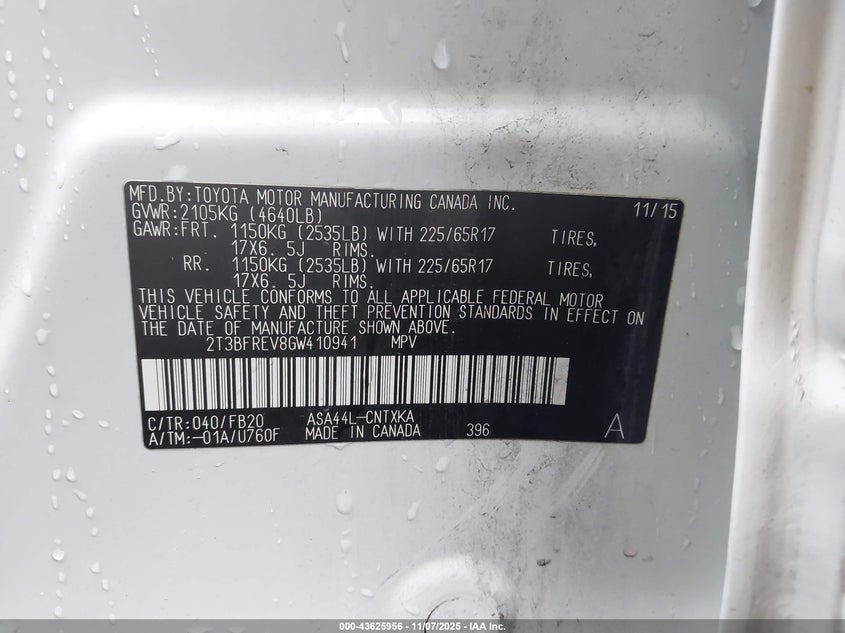 MFD.BY:TOYOTA MOTOR MANUFACTURING CANADA INC. 11/15
GVWR:2105KG (4640LB)
GAWR:FRT. 1150KG (2535LB) WITH 225/65R17 TIRES,
17X6. 5J RIMS.
RR. 1150KG (2535LB) WITH 225/65R17 TIRES,
17X6. 5J RIMS.
THIS VEHICLE CONFORMS TO ALL APPLICABLE FEDERAL MOTOR
VEHICLE SAFETY AND THEFT PREVENTION STANDARDS IN EFFECT ON
THE DATE OF MANUFACTURE SHOWN ABOVE.
2T3BFREV8GW410941 MPV
C/TR:040/FB20 ASA44L-CNTXKA
A/TM:-01A/U760F MADE IN CANADA 396 A
000-43625956 - 11/07/2025 - IAA Inc.